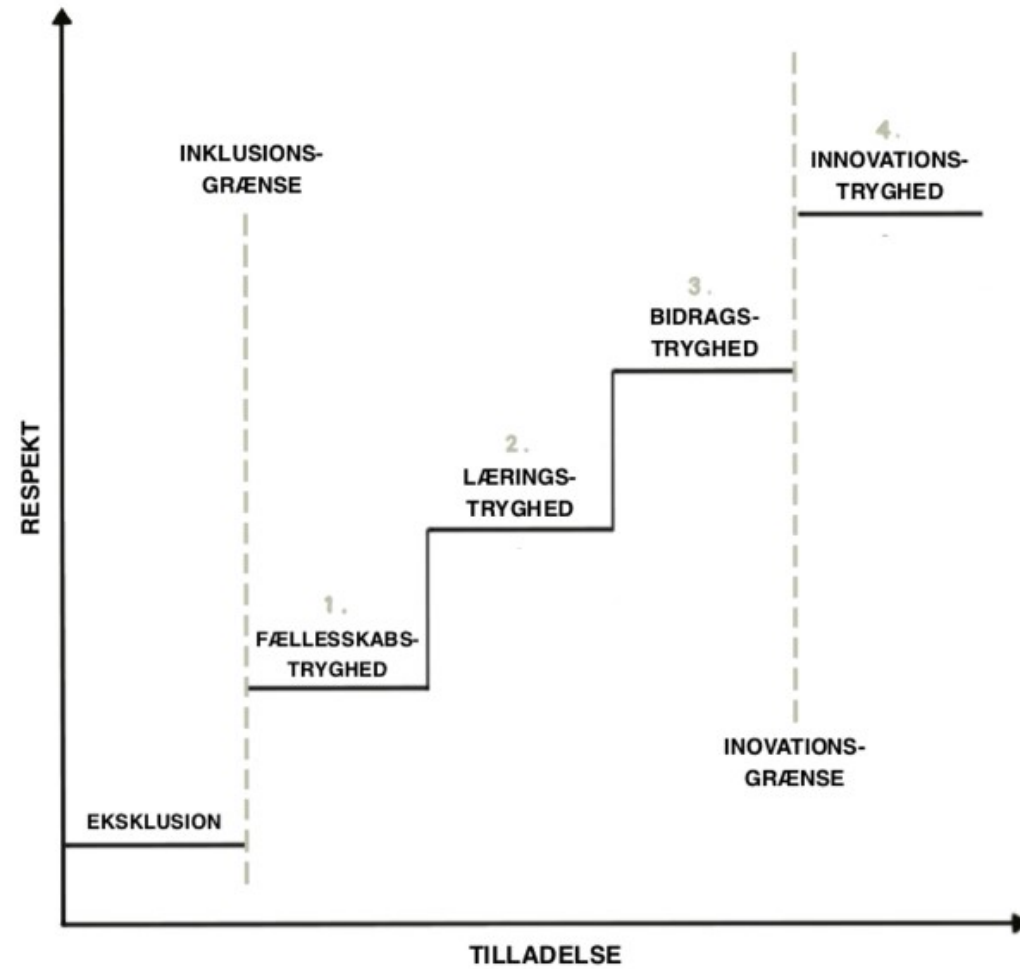 INKLUSIONS-
GRÆNSE
4.
INNOVATIONS-
TRYGHED
3.
BIDRAGS-
TRYGHED
2.
LÆRINGS-
TRYGHED
1.
FÆLLESSKABS-
TRYGHED
EKSKLUSION
INOVATIONS-
GRÆNSE
RESPEKT
TILLADELSE